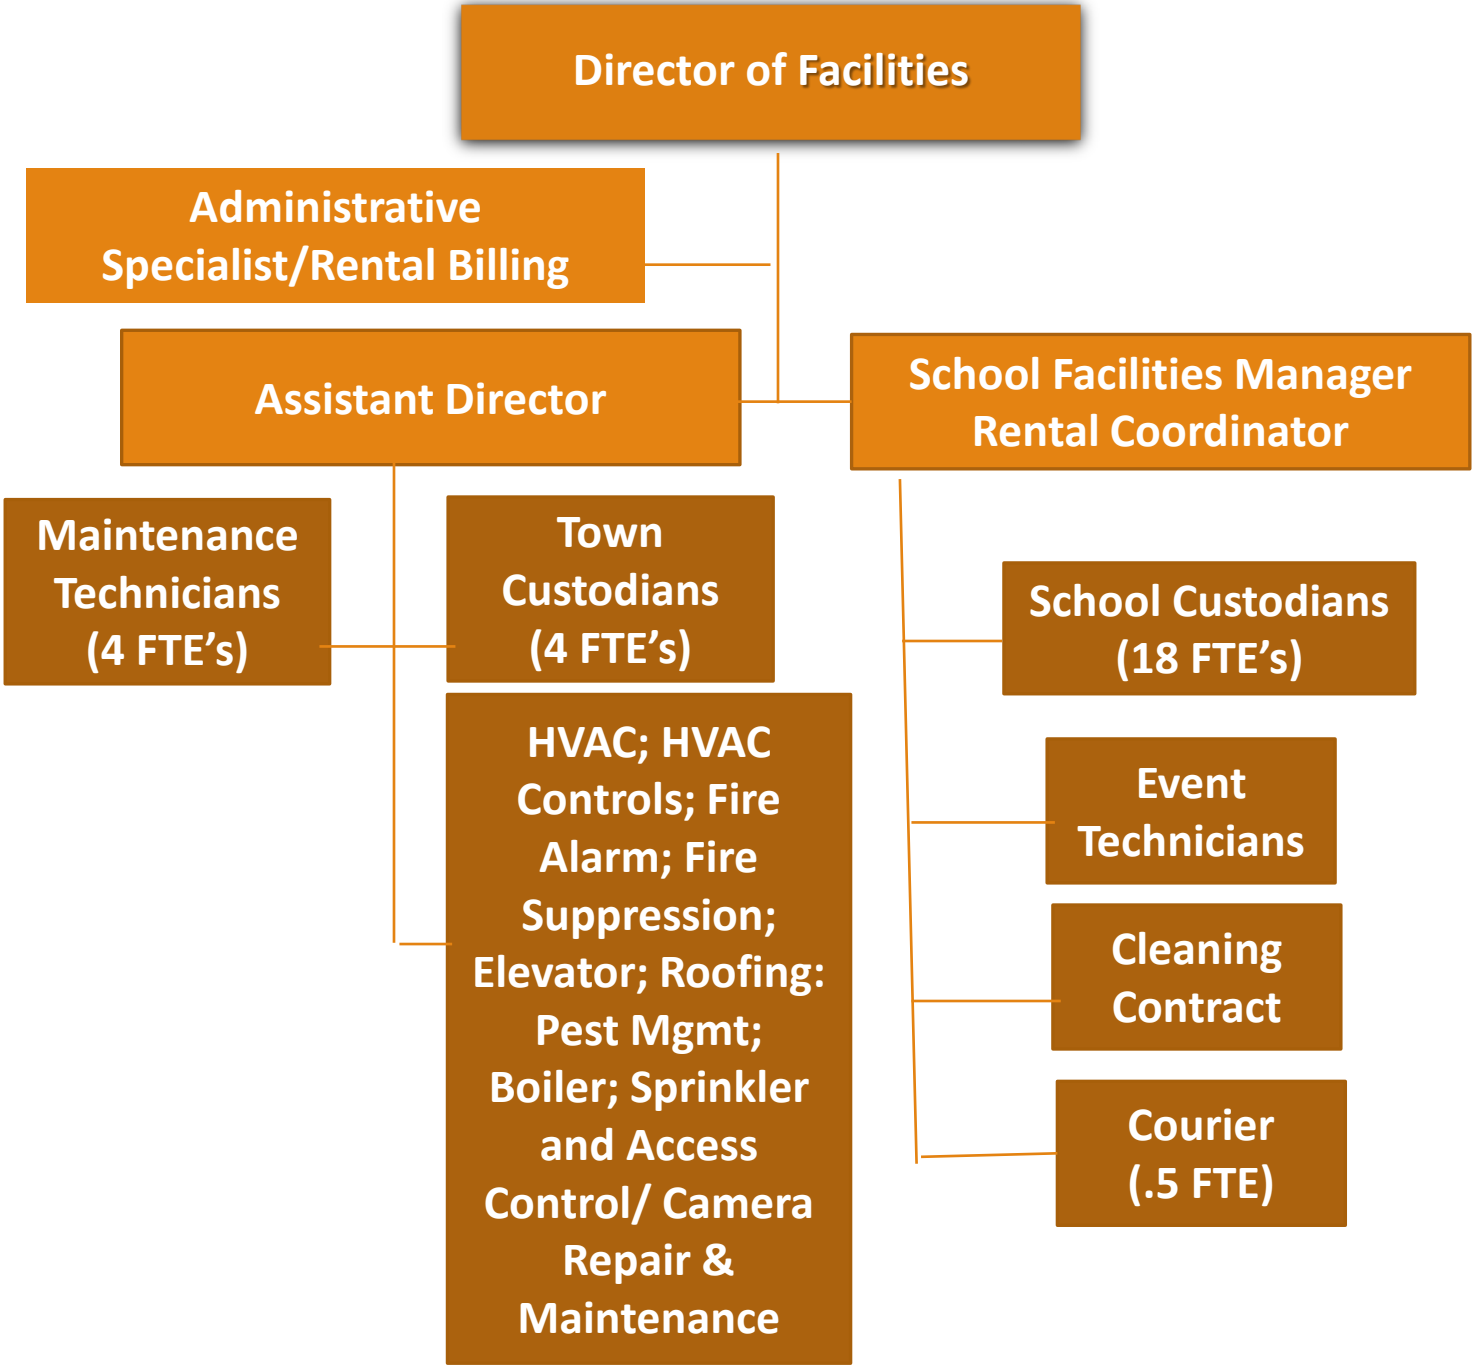 Director of Facilities
Administrative
Specialist/Rental Billing
Assistant Director
School Facilities Manager
Rental Coordinator
Maintenance
Technicians
(4 FTE’s)
Town
Custodians
(4 FTE’s)
School Custodians
(18 FTE’s)
HVAC; HVAC
Controls; Fire
Alarm; Fire
Suppression;
Elevator; Roofing:
Pest Mgmt;
Boiler; Sprinkler
and Access
Control/ Camera
Repair &
Maintenance
Event
Technicians
Cleaning
Contract
Courier
(.5 FTE)